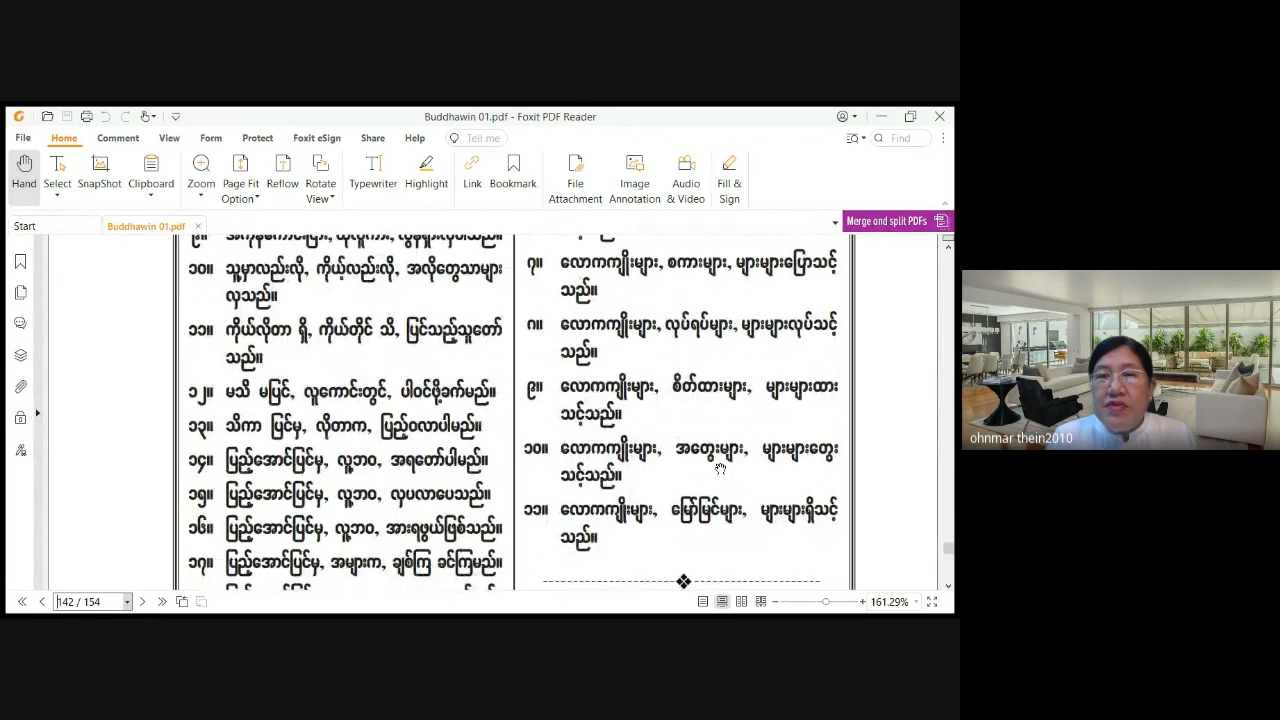 Buddhawin 01.pdf - Foxit PDF Reader
File Home Comment View Form Protect Foxit eSign Share Help Tell me Find
Hand Select SnapShot Clipboard Zoom Page Fit Option Reflow Rotate View Typewriter Highlight Link Bookmark File Attachment Image Annotation Audio & Video Fill & Sign
Start Buddhawin 01.pdf Merge and split PDFs
၁၀။ သူ့မှာလည်းလို, ကိုယ့်လည်းလို, အလိုတွေသာများ
လှသည်။
၁၁။ ကိုယ်လိုတာ ရှိ, ကိုယ်တိုင် သိ, ပြင်သည့်သူတော်
သည်။
၁၂။ မသိ မပြင်, လူကောင်းတွင်, ပါဝင်ဖို့ခက်မည်။
၁၃။ သိကာ ပြင်မှ, လိုတာက, ပြည့်ဝလာပါမည်။
၁၄။ ပြည့်အောင်ပြင်မှ, လူ့ဘဝ, အရတော်ပါမည်။
၁၅။ ပြည့်အောင်ပြင်မှ, လူ့ဘဝ, လှပလာပေသည်။
၁၆။ ပြည့်အောင်ပြင်မှ, လူ့ဘဝ, အားရဖွယ်ဖြစ်သည်။
၁၇။ ပြည့်အောင်ပြင်မှ, အများက, ချစ်ကြ ခင်ကြမည်။
၇။ လောကကျိုးများ, စကားများ, များများပြောသင့်
သည်။
၈။ လောကကျိုးများ, လုပ်ရပ်များ, များများလုပ်သင့်
သည်။
၉။ လောကကျိုးများ, စိတ်ထားများ, များများထား
သင့်သည်။
၁၀။ လောကကျိုးများ, အတွေးများ, များများတွေး
သင့်သည်။
၁၁။ လောကကျိုးများ, မြော်မြင်များ, များများရှိသင့်
သည်။
142 / 154 161.29%
ohnmar thein2010